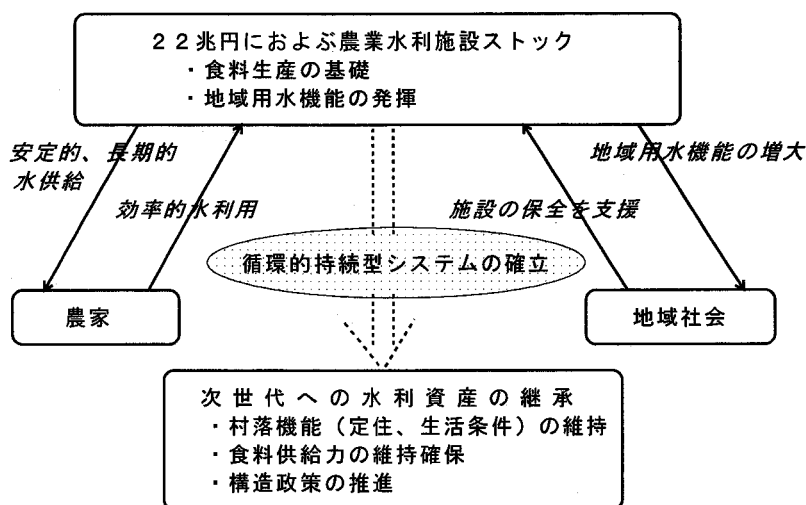 ２２兆円におよぶ農業水利施設ストック
・食料生産の基礎
・地域用水機能の発揮
安定的、長期的
水供給
地域用水機能の増大
効率的水利用
施設の保全を支援
循環的持続型システムの確立
農家
地域社会
次世代への水利資産の継承
・村落機能（定住、生活条件）の維持
・食料供給力の維持確保
・構造政策の推進